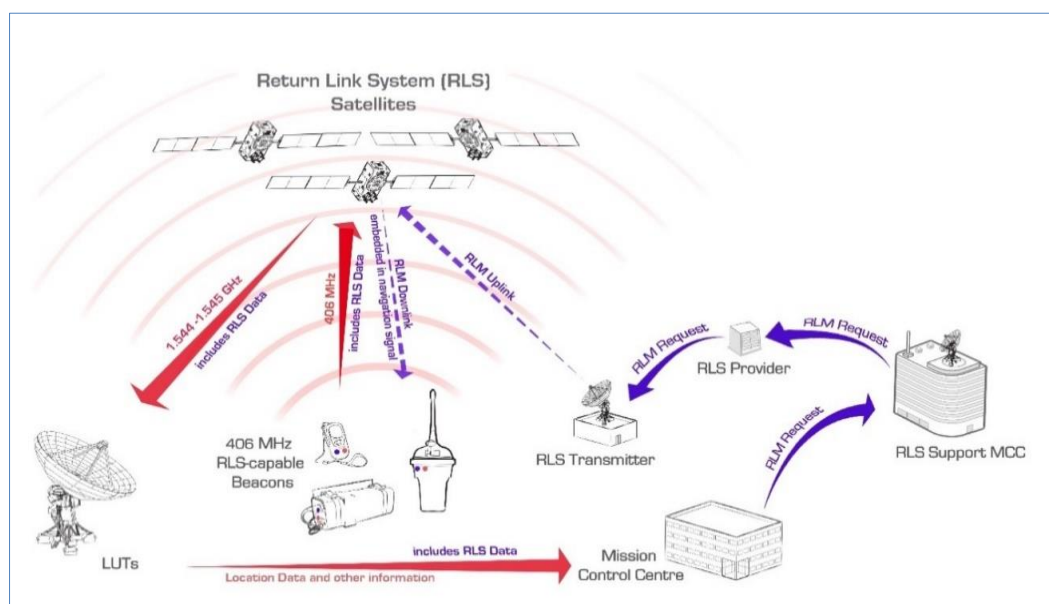 Return Link System (RLS)
Satellites
1.544 -1.545 GHz
includes RLS Data
406 MHz
includes RLS Data
RLM Downlink
embedded in navigation signal
RLM Uplink
RLM Request
RLS Provider
RLM Request
RLS Transmitter
RLM Request
RLS Support MCC
406 MHz
RLS-capable
Beacons
LUTs
includes RLS Data
Location Data and other information
Mission
Control Centre